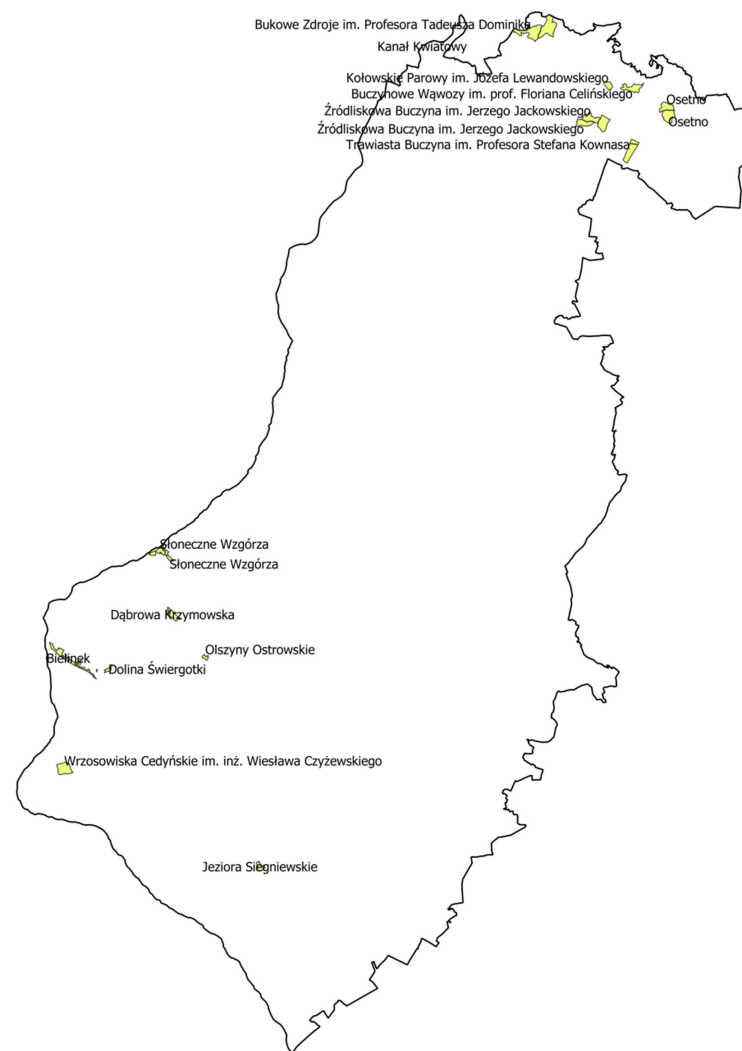 Bukowe Zdroje im. Profesora Tadeusza Dominika
Kanał Kwiatowy
Kołowskie Parowy im. Józefa Lewandowskiego
Buczynowe Wąwozy im. prof. Floriana Celińskiego
Osetno
Źródliskowa Buczyna im. Jerzego Jackowskiego
Osetno
Źródliskowa Buczyna im. Jerzego Jackowskiego
Trawiasta Buczyna im. Profesora Stefana Kownasa
Słoneczne Wzgórza
Słoneczne Wzgórza
Dąbrowa Krzymowska
Olszyny Ostrowskie
Bielinek
Dolina Świergotki
Wrzosowiska Cedyńskie im. inż. Wiesława Czyżewskiego
Jeziora Siegniewskie